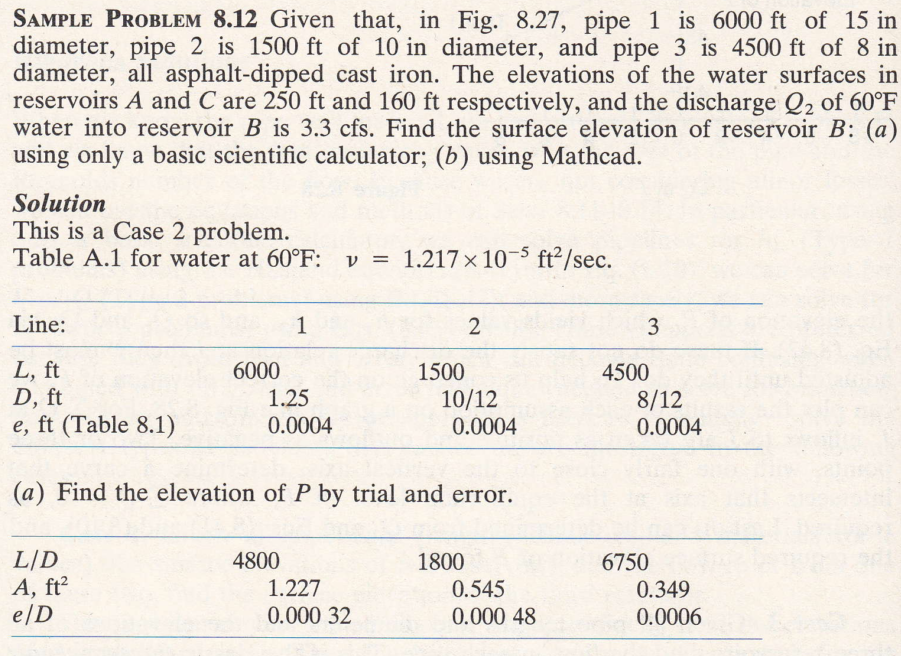 SAMPLE PROBLEM 8.12 Given that, in Fig. 8.27, pipe 1 is 6000 ft of 15 in
diameter, pipe 2 is 1500 ft of 10 in diameter, and pipe 3 is 4500 ft of 8 in
diameter, all asphalt-dipped cast iron. The elevations of the water surfaces in
reservoirs A and C are 250 ft and 160 ft respectively, and the discharge Q₂ of 60°F
water into reservoir B is 3.3 cfs. Find the surface elevation of reservoir B: (a)
using only a basic scientific calculator; (b) using Mathcad.
Solution
This is a Case 2 problem.
Table A.1 for water at 60°F: ν = 1.217 × 10⁻⁵ ft²/sec.
Line: 1 2 3
L, ft 6000 1500 4500
D, ft 1.25 10/12 8/12
e, ft (Table 8.1) 0.0004 0.0004 0.0004
(a) Find the elevation of P by trial and error.
L/D 4800 1800 6750
A, ft² 1.227 0.545 0.349
e/D 0.000 32 0.000 48 0.0006